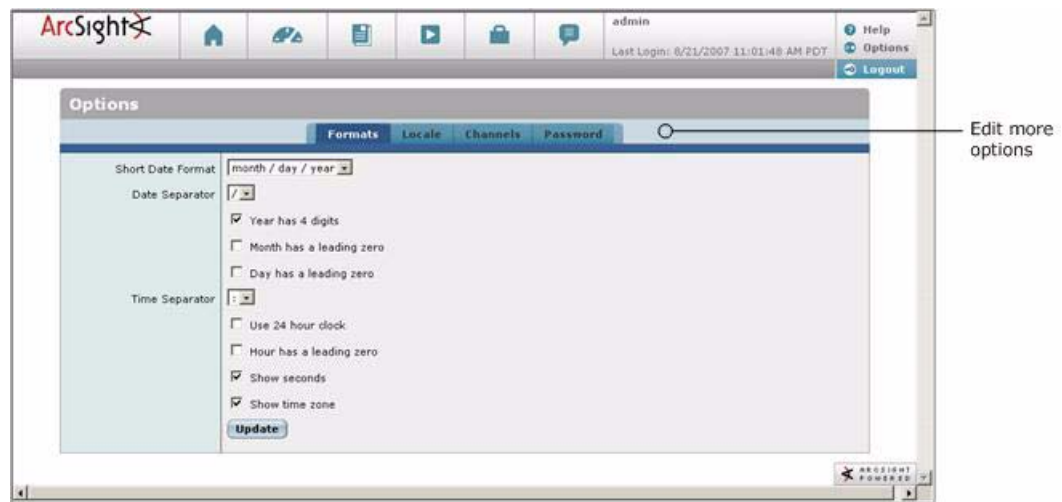 ArcSight
admin
Last Login: 8/21/2007 11:01:48 AM PDT
Help
Options
Logout
Options
Formats Locale Channels Password
Edit more
options
Short Date Format month / day / year
Date Separator /
Year has 4 digits
Month has a leading zero
Day has a leading zero
Time Separator :
Use 24 hour clock
Hour has a leading zero
Show seconds
Show time zone
Update
ARCSIGHT
POWERED